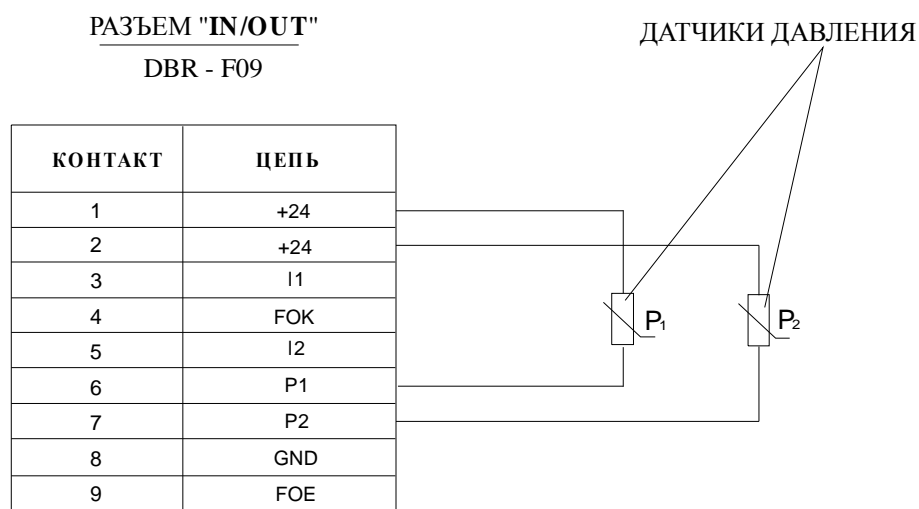 РАЗЪЕМ "IN/OUT"
DBR - F09
ДАТЧИКИ ДАВЛЕНИЯ
КОНТАКТ ЦЕПЬ
1 +24
2 +24
3 I1
4 FOK
5 I2
6 P1
7 P2
8 GND
9 FOE
P₁
P₂